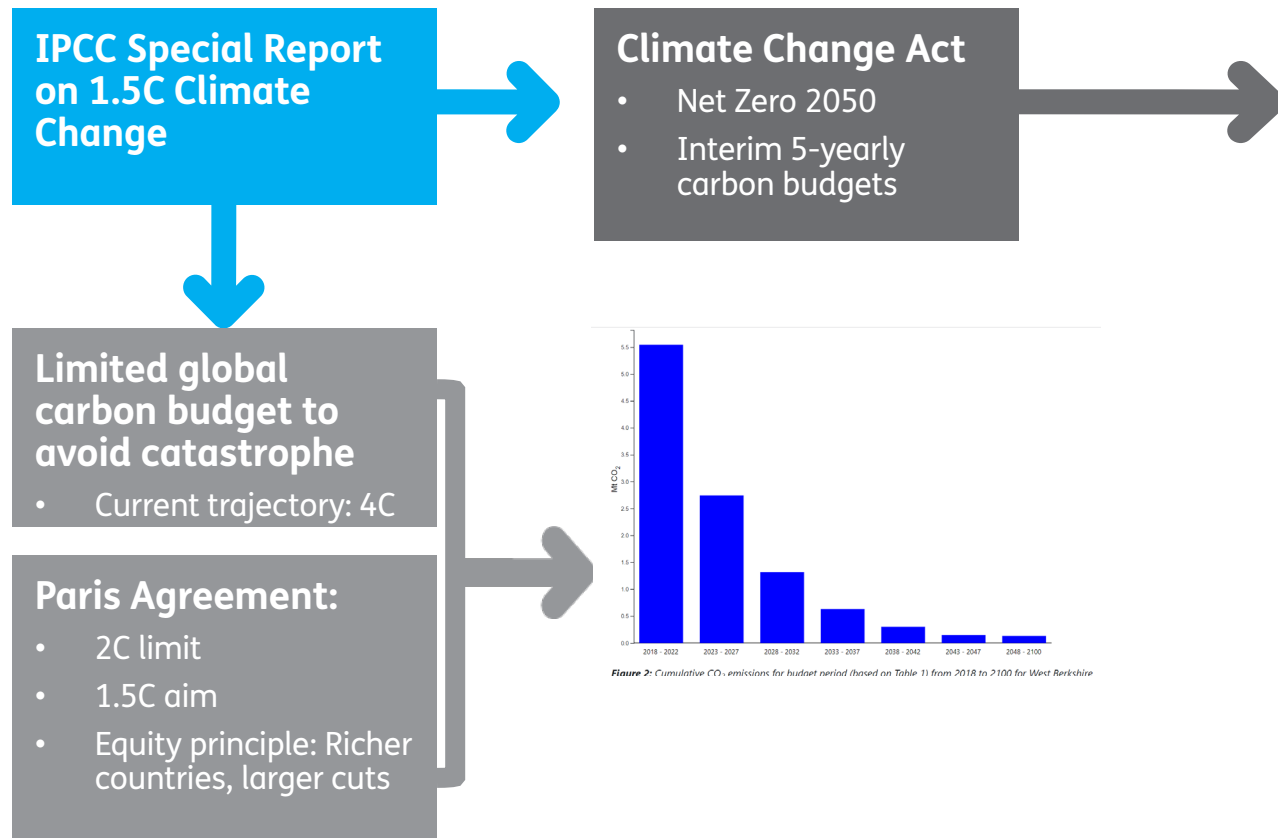 IPCC Special Report
on 1.5C Climate
Change
Climate Change Act
• Net Zero 2050
• Interim 5-yearly
carbon budgets
Limited global
carbon budget to
avoid catastrophe
• Current trajectory: 4C
Paris Agreement:
• 2C limit
• 1.5C aim
• Equity principle: Richer
countries, larger cuts
Mt CO2
5.5
5.0
4.5
4.0
3.5
3.0
2.5
2.0
1.5
1.0
0.5
0.0
2018 - 2022 2023 - 2027 2028 - 2032 2033 - 2037 2038 - 2042 2043 - 2047 2048 - 2100
Figure 2: Cumulative CO2 emissions for budget period (based on Table 1) from 2018 to 2100 for West Berkshire